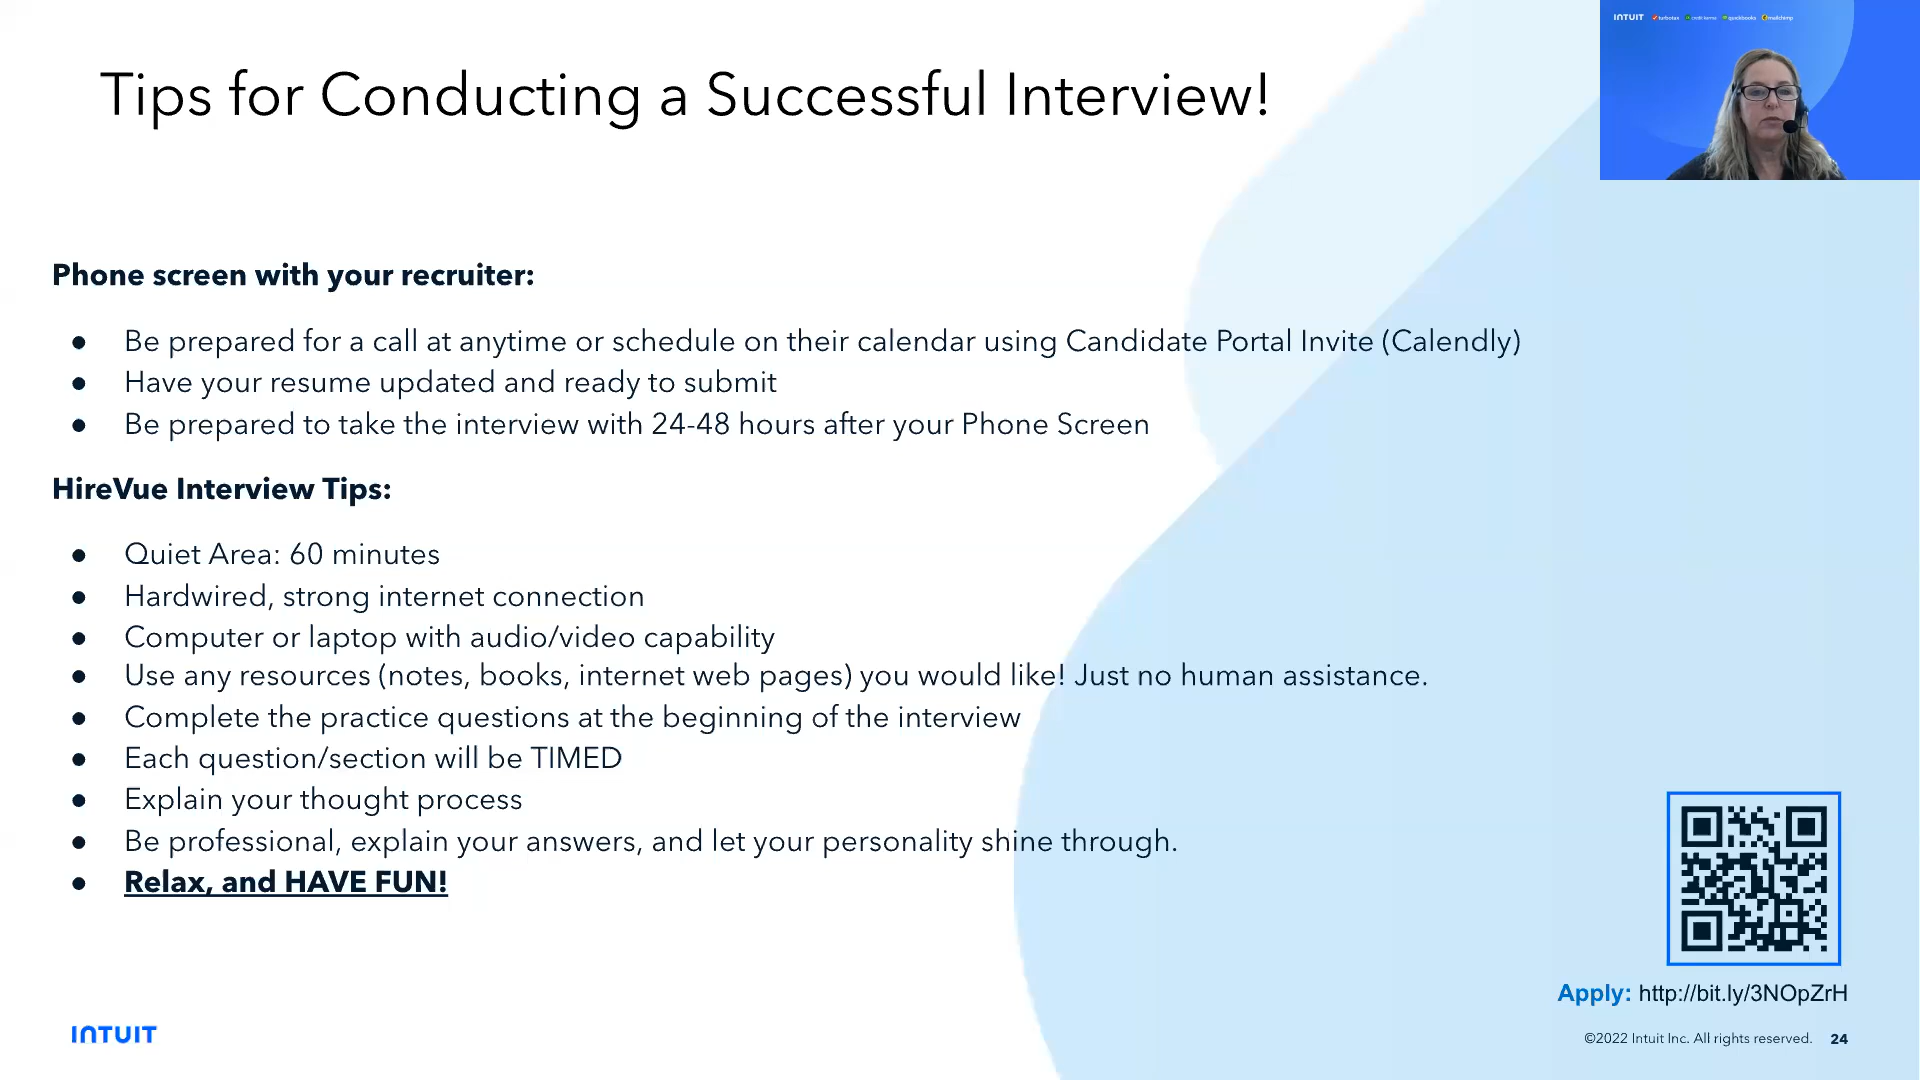 INTUIT turbotax credit karma quickbooks mailchimp
Tips for Conducting a Successful Interview!
Phone screen with your recruiter:
● Be prepared for a call at anytime or schedule on their calendar using Candidate Portal Invite (Calendly)
● Have your resume updated and ready to submit
● Be prepared to take the interview with 24-48 hours after your Phone Screen
HireVue Interview Tips:
● Quiet Area: 60 minutes
● Hardwired, strong internet connection
● Computer or laptop with audio/video capability
● Use any resources (notes, books, internet web pages) you would like! Just no human assistance.
● Complete the practice questions at the beginning of the interview
● Each question/section will be TIMED
● Explain your thought process
● Be professional, explain your answers, and let your personality shine through.
● Relax, and HAVE FUN!
Apply: http://bit.ly/3NOpZrH
INTUIT
©2022 Intuit Inc. All rights reserved. 24